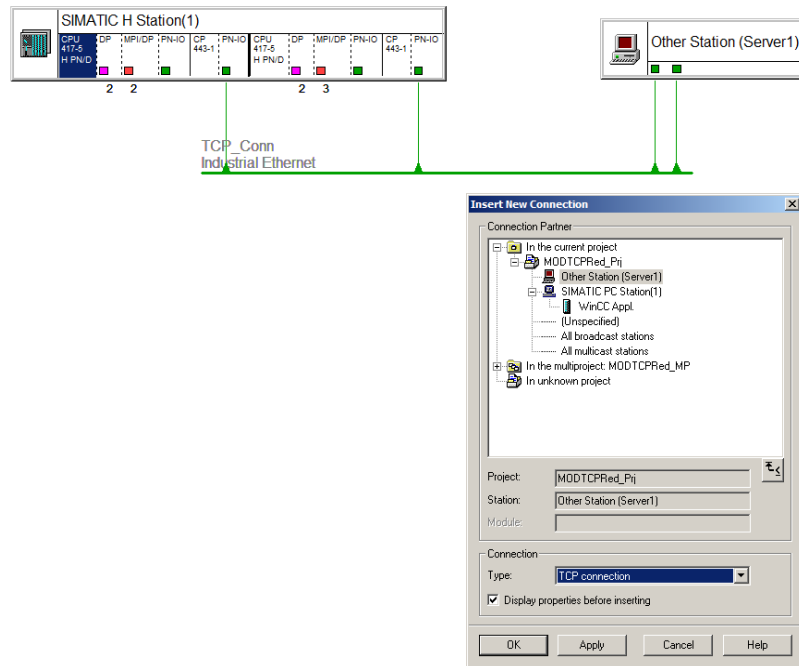 SIMATIC H Station(1)
CPU 417-5 H PN/D
DP
MPI/DP
PN-IO
CP 443-1
PN-IO
CPU 417-5 H PN/D
DP
MPI/DP
PN-IO
CP 443-1
PN-IO
2 2 2 3
Other Station (Server1)
TCP_Conn
Industrial Ethernet
Insert New Connection
Connection Partner
In the current project
MODTCPRed_Prj
Other Station (Server1)
SIMATIC PC Station(1)
WinCC Appl.
(Unspecified)
All broadcast stations
All multicast stations
In the multiproject: MODTCPRed_MP
In unknown project
Project: MODTCPRed_Prj
Station: Other Station (Server1)
Module:
Connection
Type: TCP connection
Display properties before inserting
OK Apply Cancel Help